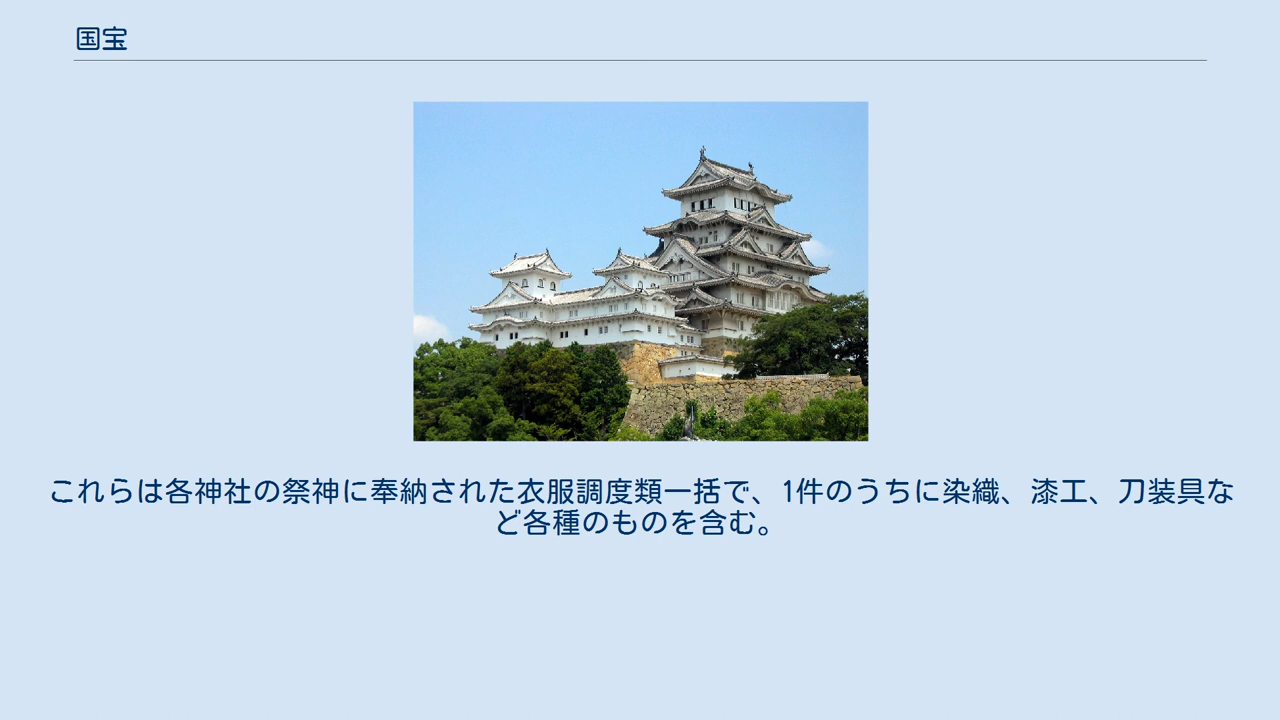 国宝
これらは各神社の祭神に奉納された衣服調度類一括で、1件のうちに染織、漆工、刀装具な
ど各種のものを含む。